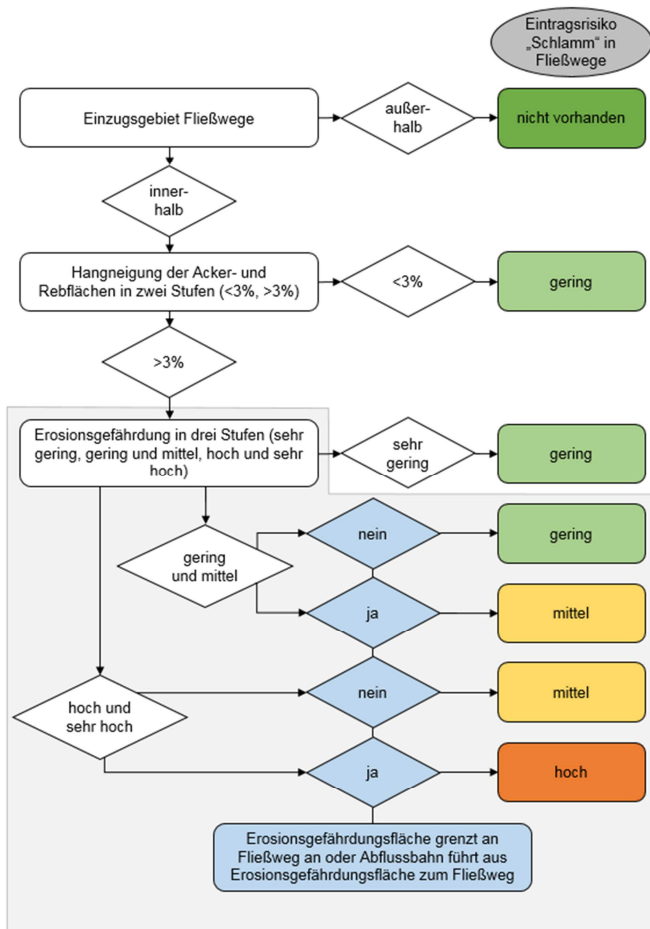 Eintragsrisiko
„Schlamm“ in
Fließwege
Einzugsgebiet Fließwege
außer-
halb
nicht vorhanden
inner-
halb
Hangneigung der Acker- und
Rebflächen in zwei Stufen (<3%, >3%)
<3%
gering
>3%
Erosionsgefährdung in drei Stufen (sehr
gering, gering und mittel, hoch und sehr
hoch)
sehr
gering
gering
gering
und mittel
nein
gering
ja
mittel
hoch und
sehr hoch
nein
mittel
ja
hoch
Erosionsgefährdungsfläche grenzt an
Fließweg an oder Abflussbahn führt aus
Erosionsgefährdungsfläche zum Fließweg